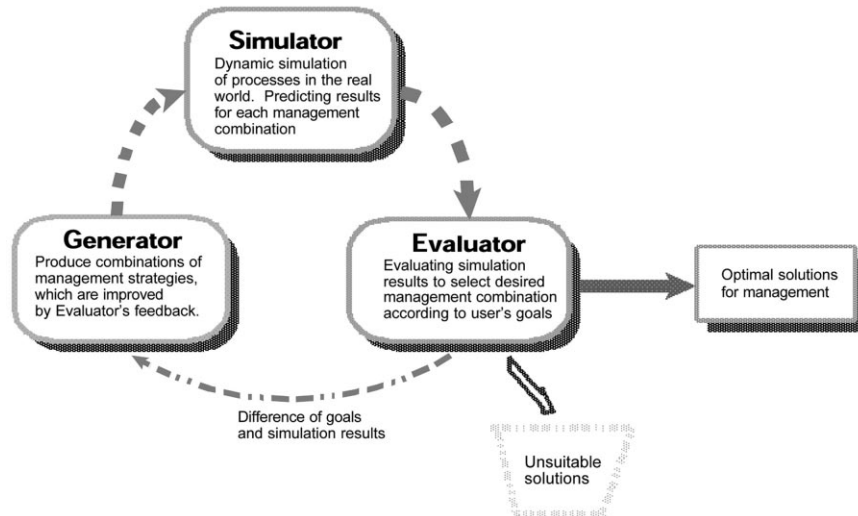 Simulator
Dynamic simulation
of processes in the real
world. Predicting results
for each management
combination
Generator
Produce combinations of
management strategies,
which are improved
by Evaluator's feedback.
Evaluator
Evaluating simulation
results to select desired
management combination
according to user's goals
Optimal solutions
for management
Difference of goals
and simulation results
Unsuitable
solutions